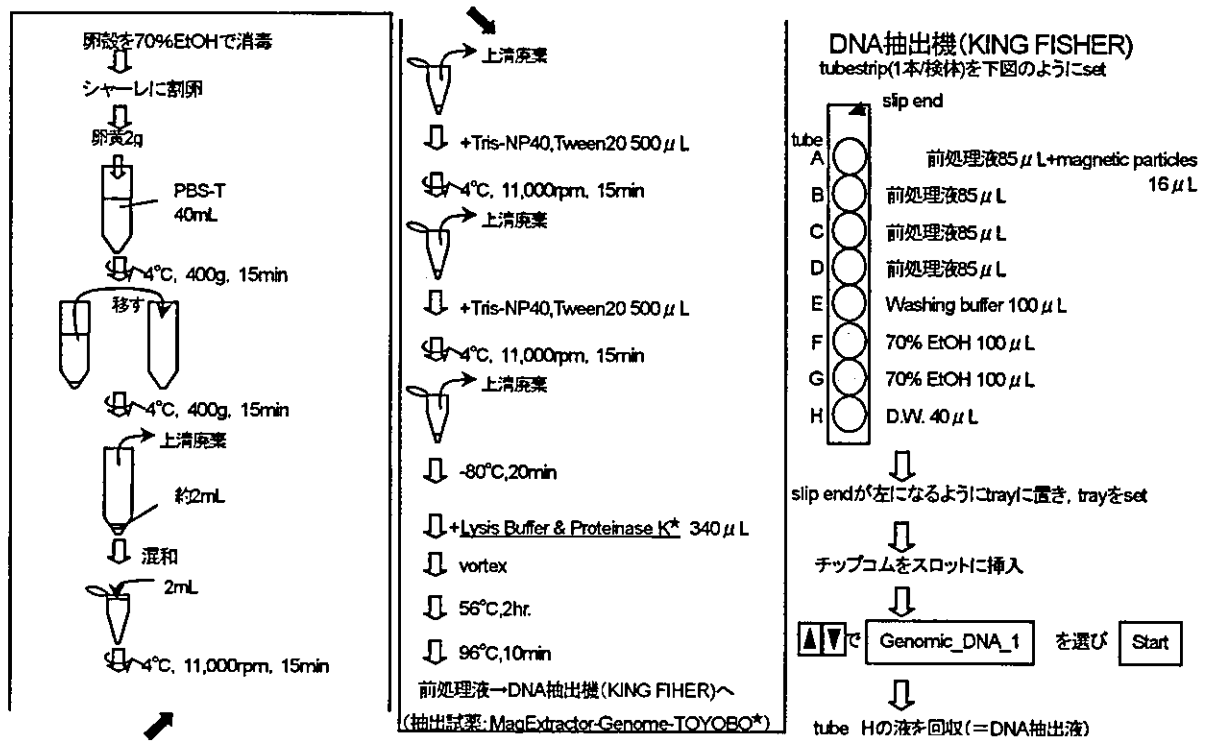 卵殻を70%EtOHで消毒
シャーレに割卵
卵黄2g
PBS-T
40mL
4°C, 400g, 15min
移す
4°C, 400g, 15min
上清廃棄
約2mL
混和
2mL
4°C, 11,000rpm, 15min
上清廃棄
+Tris-NP40,Tween20 500μL
4°C, 11,000rpm, 15min
上清廃棄
+Tris-NP40,Tween20 500μL
4°C, 11,000rpm, 15min
上清廃棄
-80°C,20min
+Lysis Buffer & Proteinase K* 340μL
vortex
56°C,2hr.
96°C,10min
前処理液→DNA抽出機(KING FIHER)へ
(抽出試薬:MagExtractor-Genome-TOYOBO*)
DNA抽出機(KING FISHER)
tubestrip(1本/検体)を下図のようにset
slip end
tube
A 前処理液85μL+magnetic particles
16μL
B 前処理液85μL
C 前処理液85μL
D 前処理液85μL
E Washing buffer 100μL
F 70% EtOH 100μL
G 70% EtOH 100μL
H D.W. 40μL
slip endが左になるようにtrayに置き, trayをset
チップコムをスロットに挿入
▲▼で Genomic_DNA_1 を選び Start
tube Hの液を回収(=DNA抽出液)